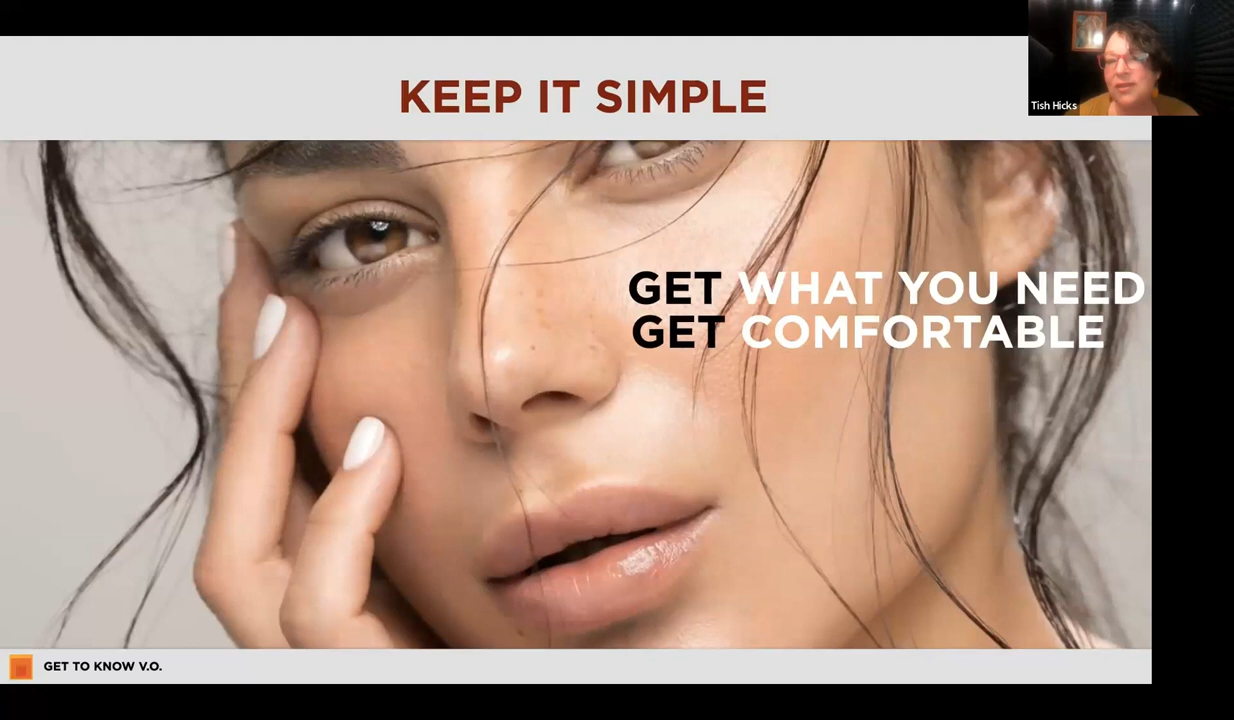 KEEP IT SIMPLE
Tish Hicks
GET WHAT YOU NEED
GET COMFORTABLE
GET TO KNOW V.O.